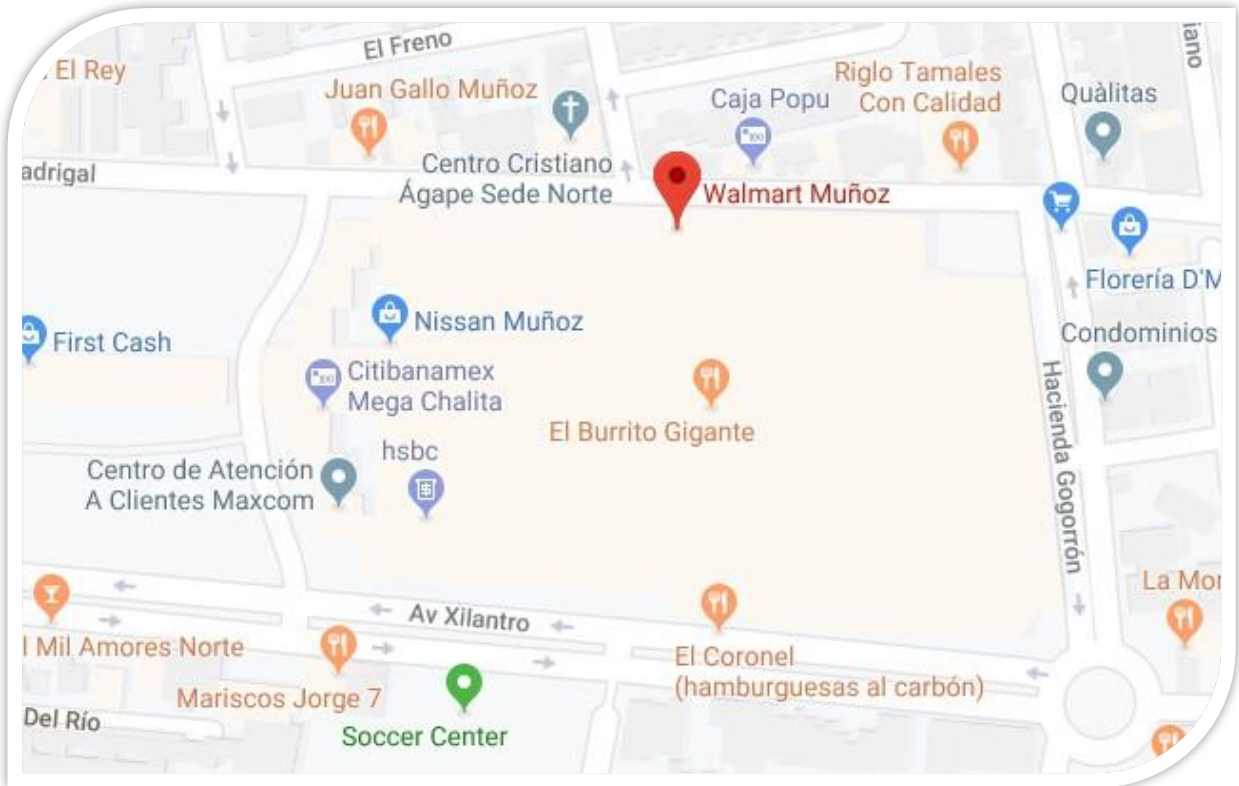 El Freno
El Rey
Juan Gallo Muñoz
Riglo Tamales
Con Calidad
Caja Popu
Quàlitas
Centro Cristiano
Ágape Sede Norte
adrigal
Walmart Muñoz
Florería D'M
Nissan Muñoz
First Cash
Condominios
Citibanamex
Mega Chalita
El Burrito Gigante
Hacienda Gogorrón
hsbc
Centro de Atención
A Clientes Maxcom
La Mor
Av Xilantro
l Mil Amores Norte
El Coronel
(hamburguesas al carbón)
Mariscos Jorge 7
Del Río
Soccer Center
iano